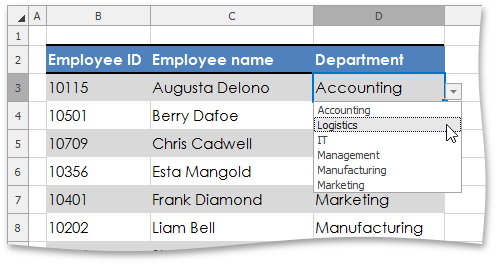 A B C D
1
2 Employee ID Employee name Department
3 10115 Augusta Delono Accounting
Accounting
4 10501 Berry Dafoe
Logistics
5 10709 Chris Cadwell
IT
Management
6 10356 Esta Mangold
Manufacturing
Marketing
7 10401 Frank Diamond Marketing
8 10202 Liam Bell Manufacturing